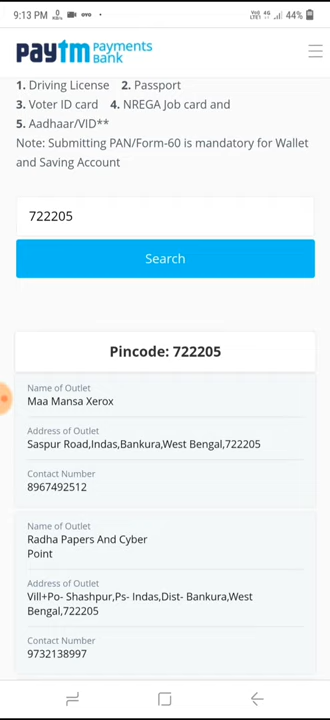 9:13 PM
44%
paytm Payments
Bank
1. Driving License 2. Passport
3. Voter ID card 4. NREGA Job card and
5. Aadhaar/VID**
Note: Submitting PAN/Form-60 is mandatory for Wallet
and Saving Account
722205
Search
Pincode: 722205
Name of Outlet
Maa Mansa Xerox
Address of Outlet
Saspur Road,Indas,Bankura,West Bengal,722205
Contact Number
8967492512
Name of Outlet
Radha Papers And Cyber
Point
Address of Outlet
Vill+Po- Shashpur,Ps- Indas,Dist- Bankura,West
Bengal,722205
Contact Number
9732138997